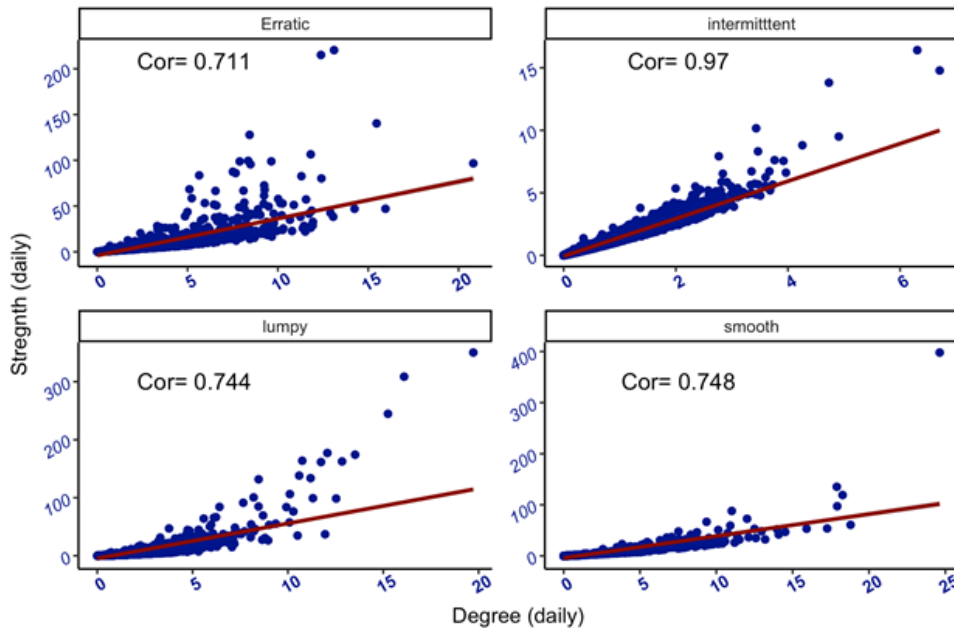 Erratic
intermitttent
Cor= 0.711
Cor= 0.97
200
150
100
50
0
15
10
5
0
0 5 10 15 20
0 2 4 6
lumpy
smooth
Cor= 0.744
Cor= 0.748
300
200
100
0
400
300
200
100
0
0 5 10 15 20
0 5 10 15 20 25
Stregnth (daily)
Degree (daily)